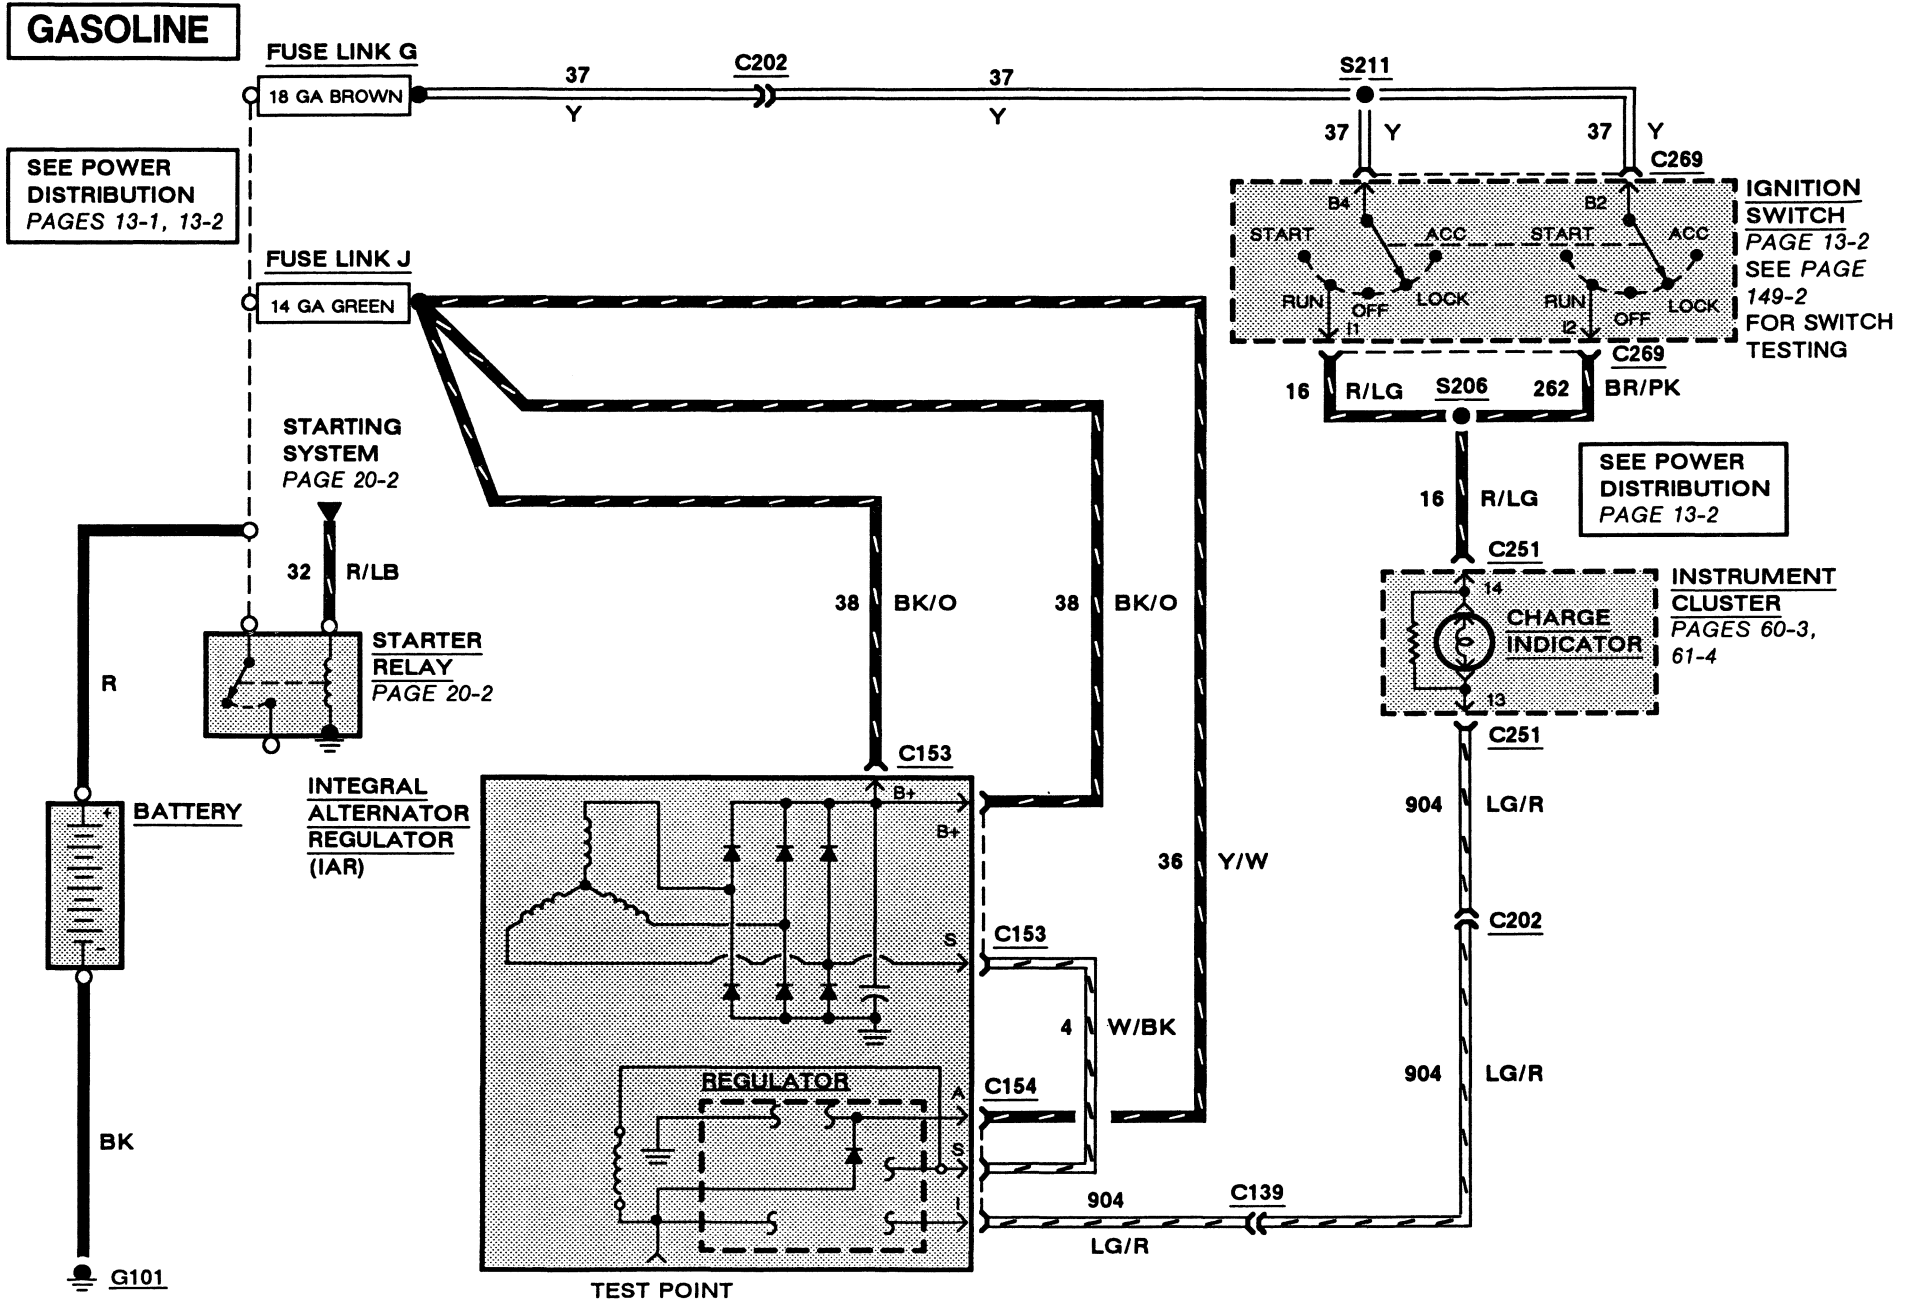 GASOLINE
FUSE LINK G
18 GA BROWN
37
Y
C202
37
Y
S211
37
Y
37
Y
C269
SEE POWER
DISTRIBUTION
PAGES 13-1, 13-2
FUSE LINK J
14 GA GREEN
B4
START
ACC
RUN
OFF
LOCK
I1
B2
START
ACC
RUN
OFF
LOCK
I2
IGNITION
SWITCH
PAGE 13-2
SEE PAGE
149-2
FOR SWITCH
TESTING
C269
16
R/LG
S206
262
BR/PK
STARTING
SYSTEM
PAGE 20-2
32
R/LB
16
R/LG
SEE POWER
DISTRIBUTION
PAGE 13-2
C251
14
CHARGE
INDICATOR
13
INSTRUMENT
CLUSTER
PAGES 60-3,
61-4
C251
38
BK/O
38
BK/O
STARTER
RELAY
PAGE 20-2
R
BATTERY
+
-
INTEGRAL
ALTERNATOR
REGULATOR
(IAR)
C153
B+
B+
904
LG/R
36
Y/W
S
C153
C202
4
W/BK
904
LG/R
REGULATOR
A
C154
S
I
904
LG/R
C139
BK
G101
TEST POINT